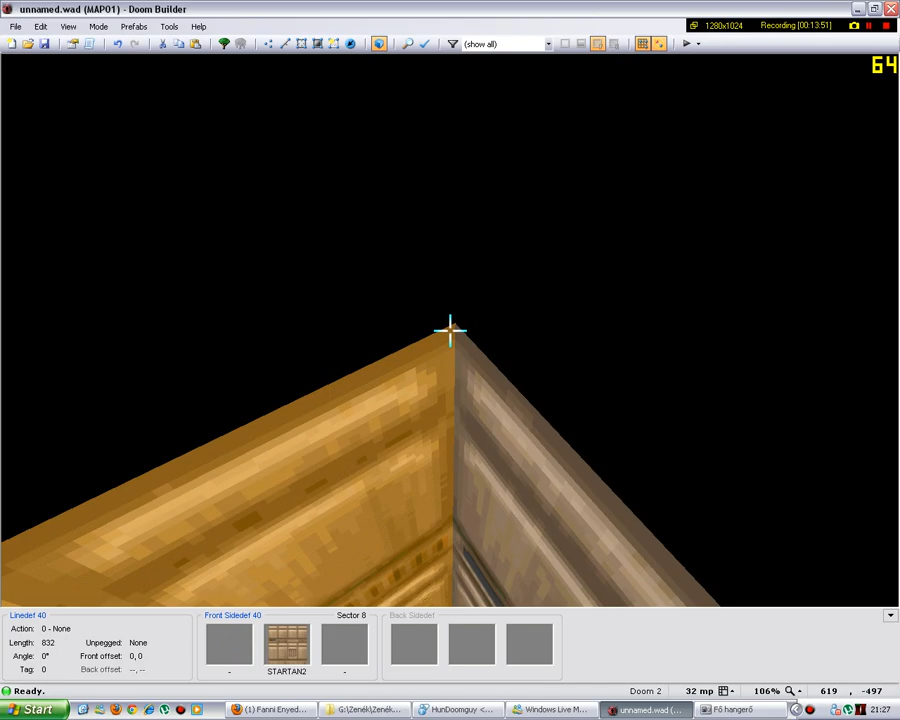 unnamed.wad (MAP01) - Doom Builder
File Edit View Mode Prefabs Tools Help
1280x1024 Recording [00:13:51]
(show all)
64
Linedef 40
Action: 0 - None
Length: 832 Unpegged: None
Angle: 0° Front offset: 0, 0
Tag: 0 Back offset: --, --
Front Sidedef 40 Sector 8
- STARTAN2 -
Back Sidedef
Ready. Doom 2 32 mp 106% 619 , -497
Start (1) Fanni Enyed... G:\Zenék\Zenék... HunDoomguy <... Windows Live M... unnamed.wad (... Fő hangerő 21:27